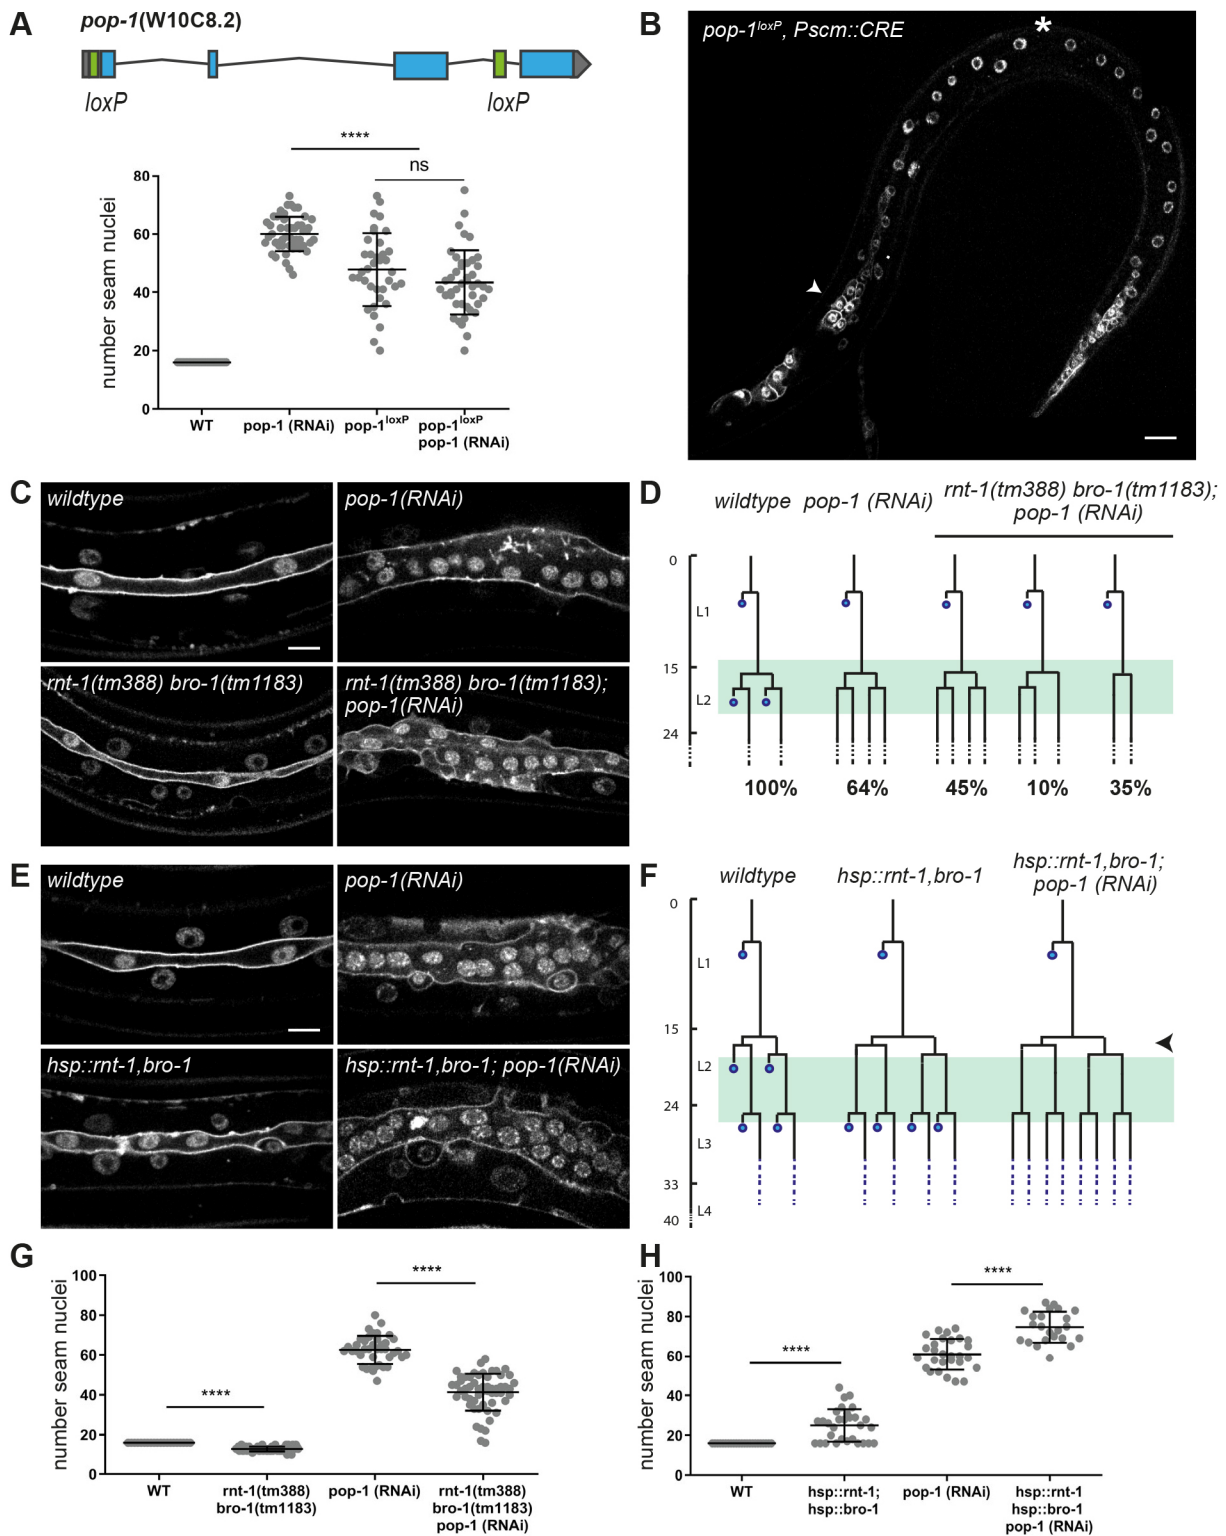 A
pop-1(W10C8.2)
loxP
loxP
****
ns
number seam nuclei
80
60
40
20
0
WT
pop-1 (RNAi)
pop-1loxP
pop-1loxP
pop-1 (RNAi)
B
pop-1loxP, Pscm::CRE
*
C
wildtype
pop-1(RNAi)
rnt-1(tm388) bro-1(tm1183)
rnt-1(tm388) bro-1(tm1183);
pop-1(RNAi)
D
wildtype
pop-1 (RNAi)
rnt-1(tm388) bro-1(tm1183);
pop-1 (RNAi)
0
L1
15
L2
24
100%
64%
45%
10%
35%
E
wildtype
pop-1(RNAi)
hsp::rnt-1,bro-1
hsp::rnt-1,bro-1; pop-1(RNAi)
F
wildtype
hsp::rnt-1,bro-1
hsp::rnt-1,bro-1;
pop-1 (RNAi)
0
L1
15
L2
24
L3
33
L4
40
G
number seam nuclei
100
80
60
40
20
0
****
****
WT
rnt-1(tm388)
bro-1(tm1183)
pop-1 (RNAi)
rnt-1(tm388)
bro-1(tm1183)
pop-1 (RNAi)
H
number seam nuclei
100
80
60
40
20
0
****
****
WT
hsp::rnt-1;
hsp::bro-1
pop-1 (RNAi)
hsp::rnt-1
hsp::bro-1
pop-1 (RNAi)